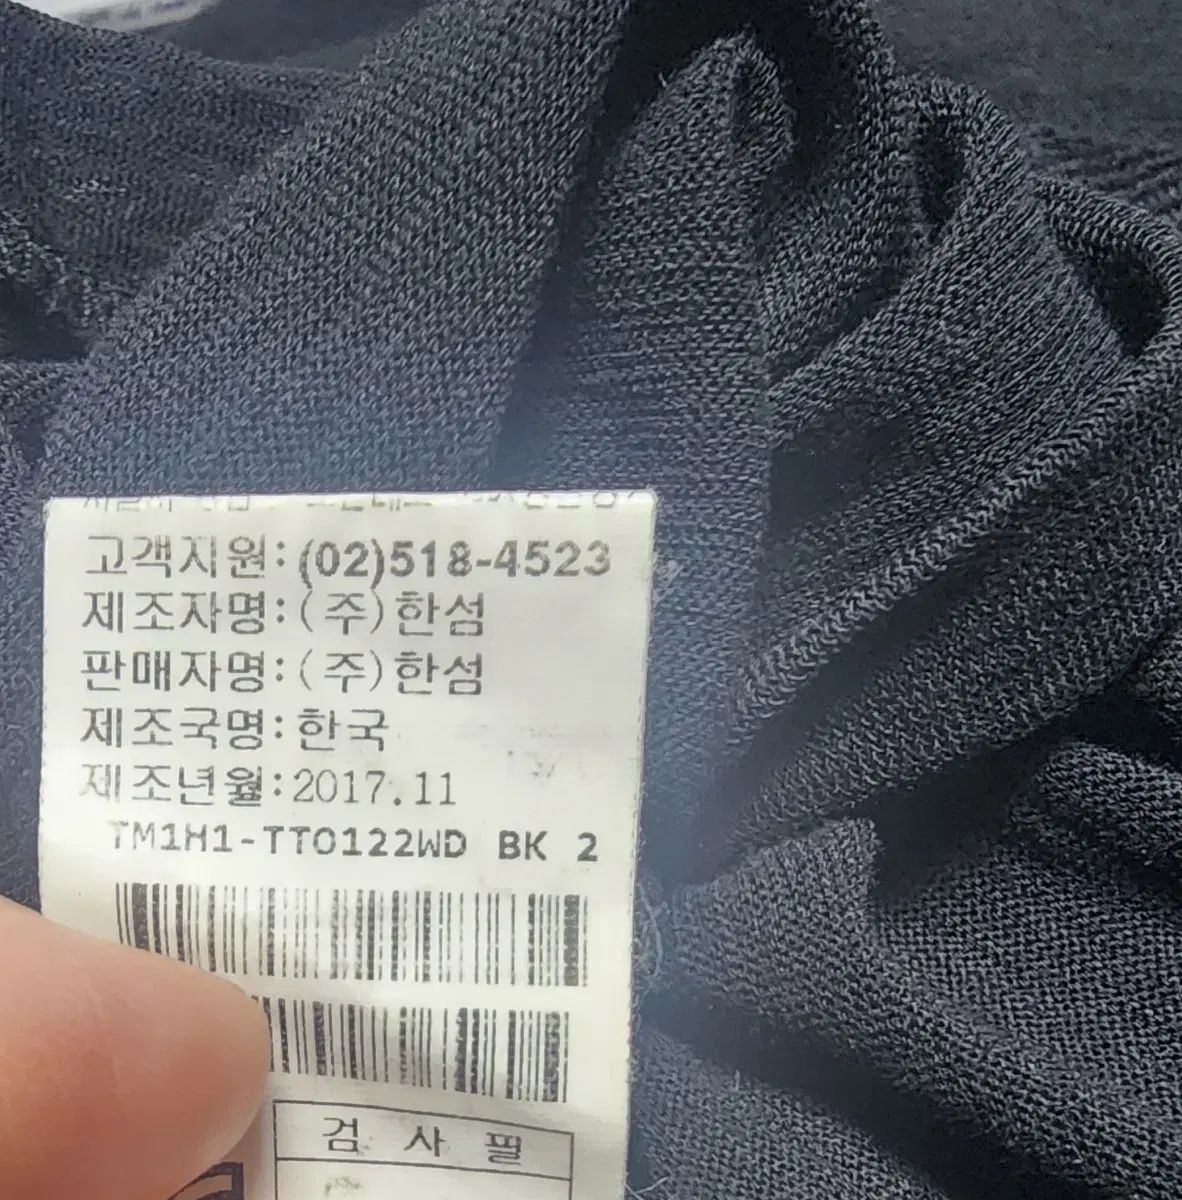 고객지원:(02)518-4523
제조자명:(주)한섬
판매자명:(주)한섬
제조국명:한국
제조년월:2017.11
TM1H1-TTO122WD BK 2
검 사 필